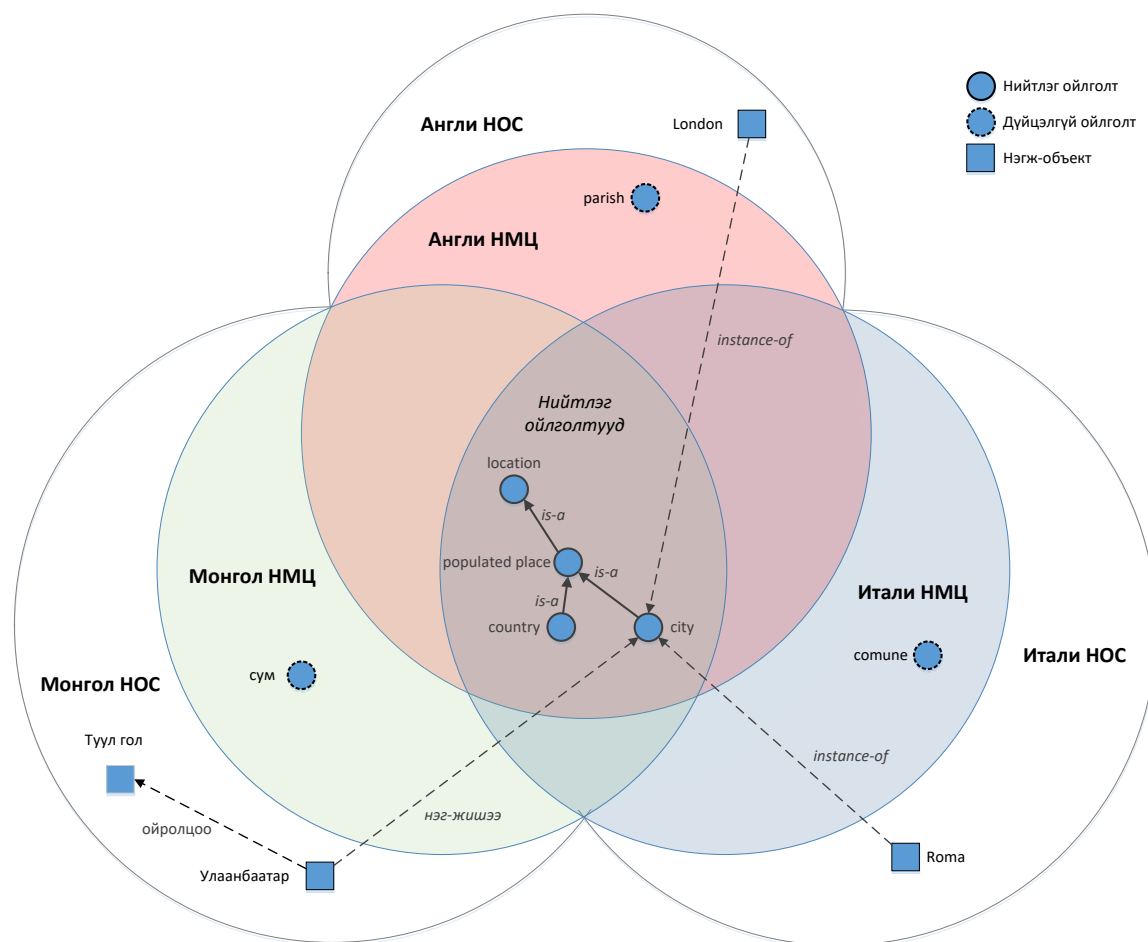 Нийтлэг ойлголт
Англи НОС
London
Дүйцэлгүй ойлголт
Нэгж-объект
parish
Англи НМЦ
instance-of
Нийтлэг
ойлголтууд
location
is-a
populated place
is-a
Монгол НМЦ
Итали НМЦ
is-a
country
city
comune
Итали НОС
сум
Монгол НОС
Туул гол
instance-of
нэг-жишээ
ойролцоо
Улаанбаатар
Roma